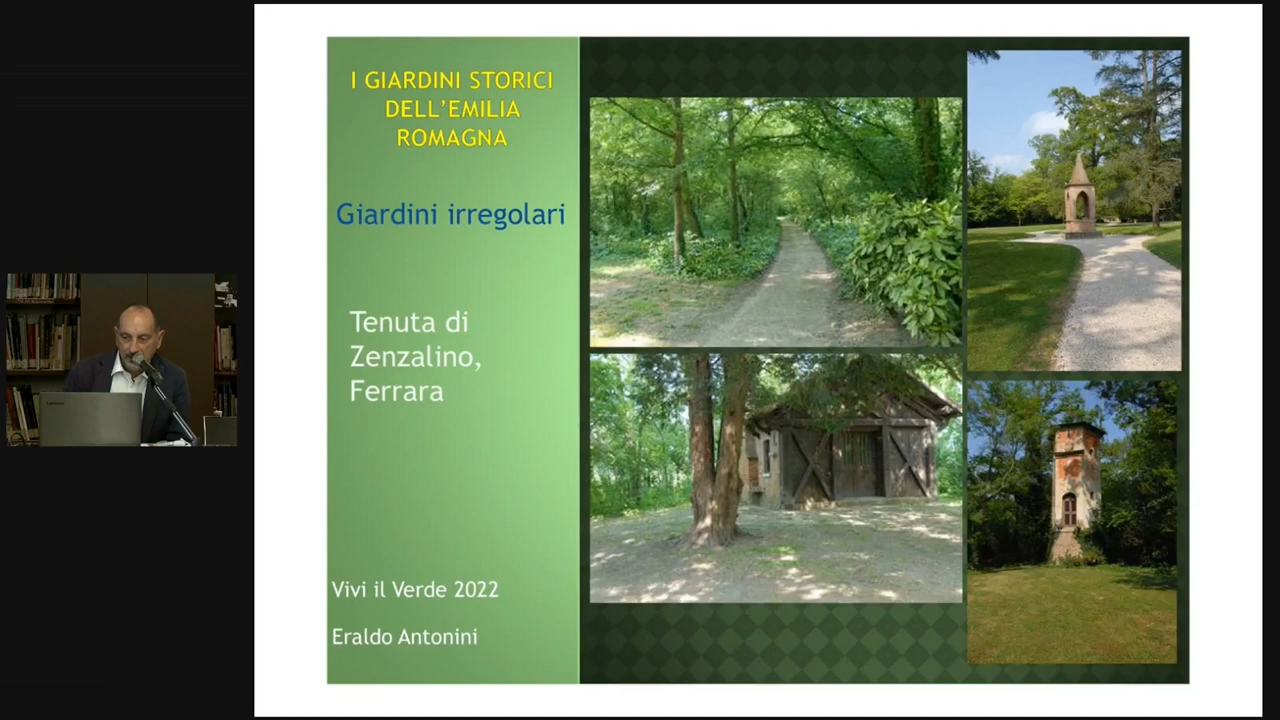 I GIARDINI STORICI
DELL'EMILIA
ROMAGNA
Giardini irregolari
Tenuta di
Zenzalino,
Ferrara
Vivi il Verde 2022
Eraldo Antonini